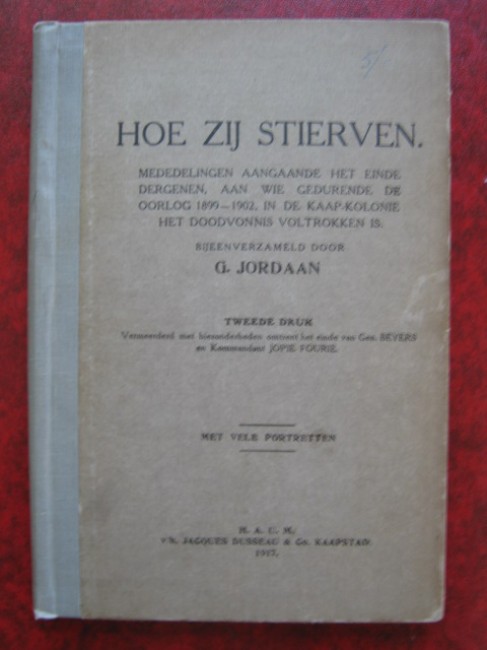 5/
HOE ZIJ STIERVEN.
MEDEDELINGEN AANGAANDE HET EINDE
DERGENEN, AAN WIE GEDURENDE DE
OORLOG 1899-1902, IN DE KAAP-KOLONIE
HET DOODVONNIS VOLTROKKEN IS.
BIJEENVERZAMELD DOOR
G. JORDAAN
TWEEDE DRUK
Vermeerderd met bizonderheden omtrent het einde van Gen. BEYERS
en Kommandant JOPIE FOURIE.
MET VELE PORTRETTEN
H. A. U. M.
v/h. JACQUES DUSSEAU & Co. KAAPSTAD.
1917.